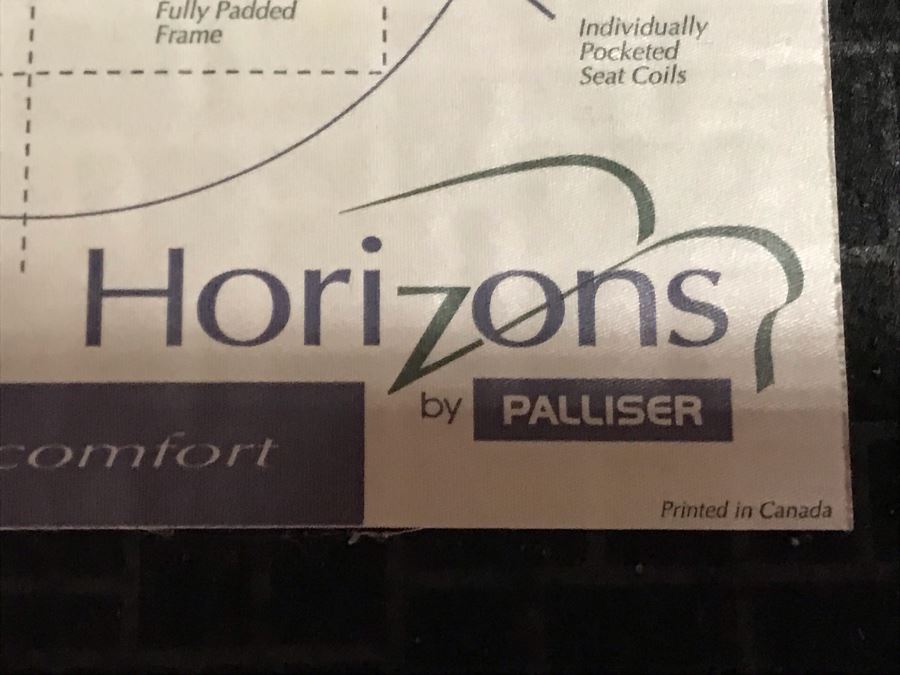 Fully Padded
Frame
Individually
Pocketed
Seat Coils
Horizons
by PALLISER
comfort
Printed in Canada